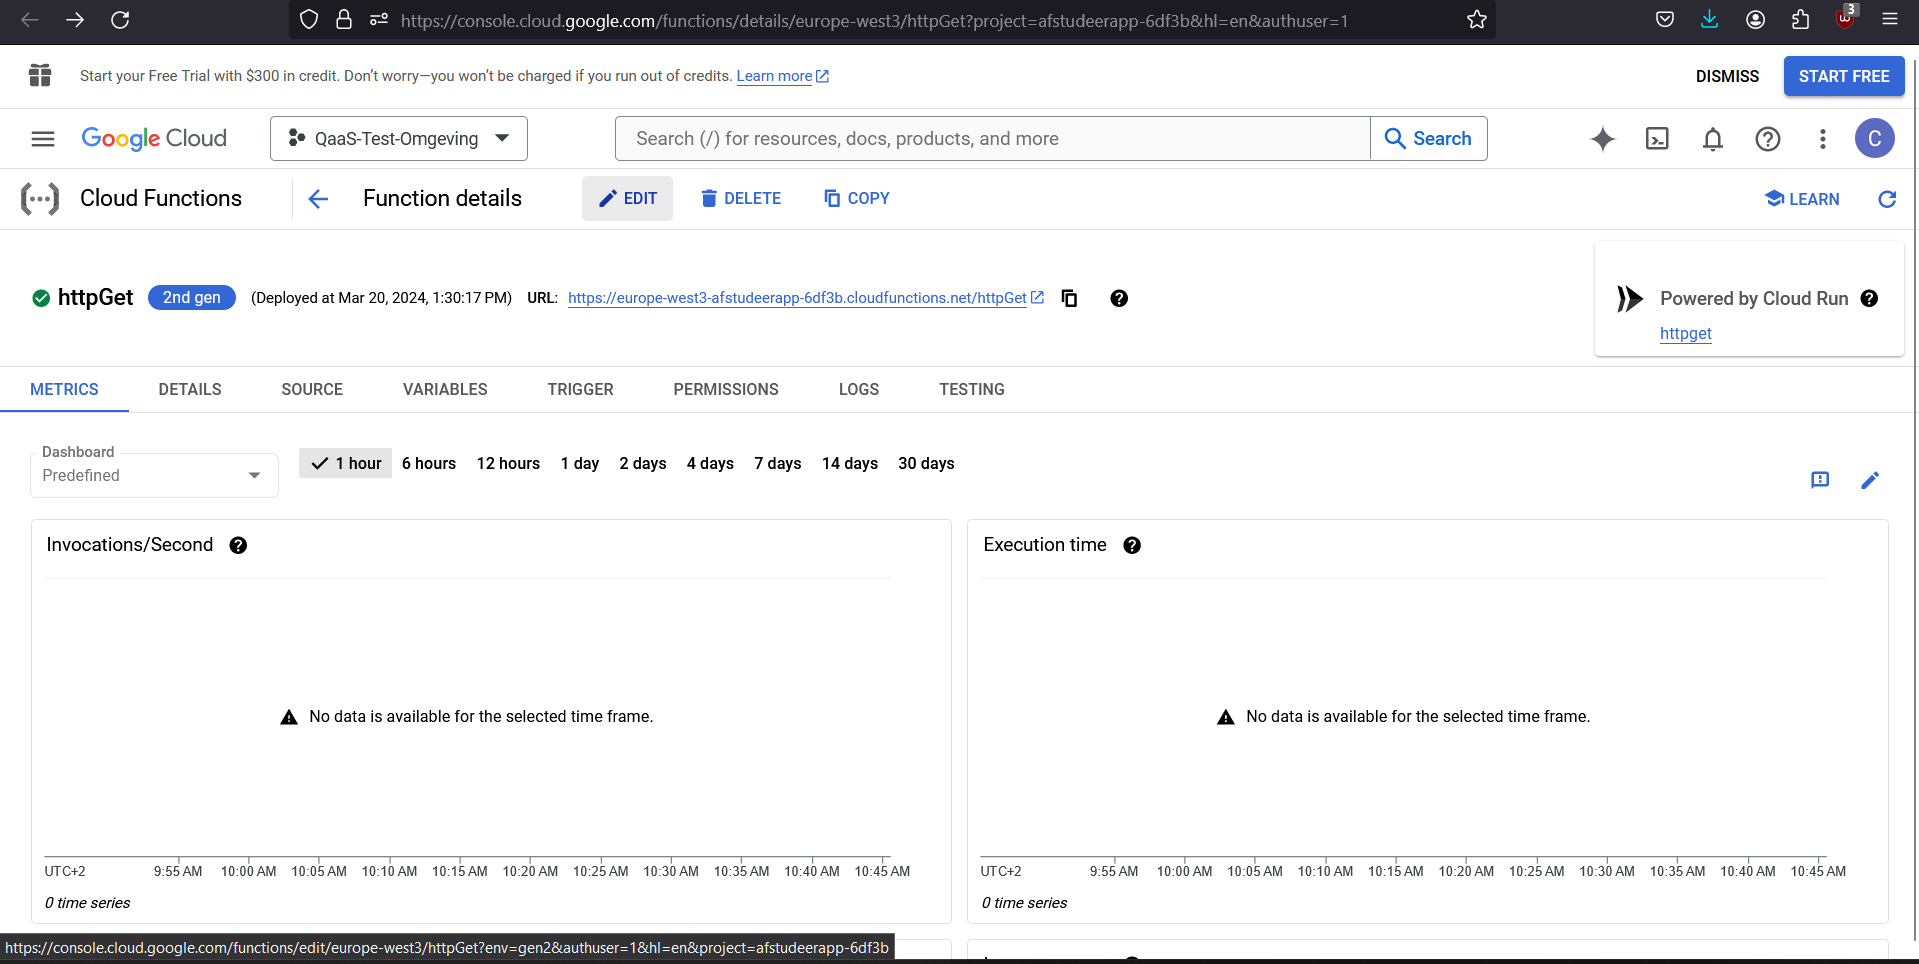 https://console.cloud.google.com/functions/details/europe-west3/httpGet?project=afstudeerapp-6df3b&hl=en&authuser=1
3
Start your Free Trial with $300 in credit. Don’t worry—you won’t be charged if you run out of credits. Learn more
DISMISS
START FREE
Google Cloud
QaaS-Test-Omgeving
Search (/) for resources, docs, products, and more
Search
C
Cloud Functions
Function details
EDIT
DELETE
COPY
LEARN
httpGet
2nd gen
(Deployed at Mar 20, 2024, 1:30:17 PM)
URL:
https://europe-west3-afstudeerapp-6df3b.cloudfunctions.net/httpGet
Powered by Cloud Run
httpget
METRICS
DETAILS
SOURCE
VARIABLES
TRIGGER
PERMISSIONS
LOGS
TESTING
Dashboard
Predefined
1 hour
6 hours
12 hours
1 day
2 days
4 days
7 days
14 days
30 days
Invocations/Second
No data is available for the selected time frame.
UTC+2 9:55 AM 10:00 AM 10:05 AM 10:10 AM 10:15 AM 10:20 AM 10:25 AM 10:30 AM 10:35 AM 10:40 AM 10:45 AM
0 time series
Execution time
No data is available for the selected time frame.
UTC+2 9:55 AM 10:00 AM 10:05 AM 10:10 AM 10:15 AM 10:20 AM 10:25 AM 10:30 AM 10:35 AM 10:40 AM 10:45 AM
0 time series
https://console.cloud.google.com/functions/edit/europe-west3/httpGet?env=gen2&authuser=1&hl=en&project=afstudeerapp-6df3b